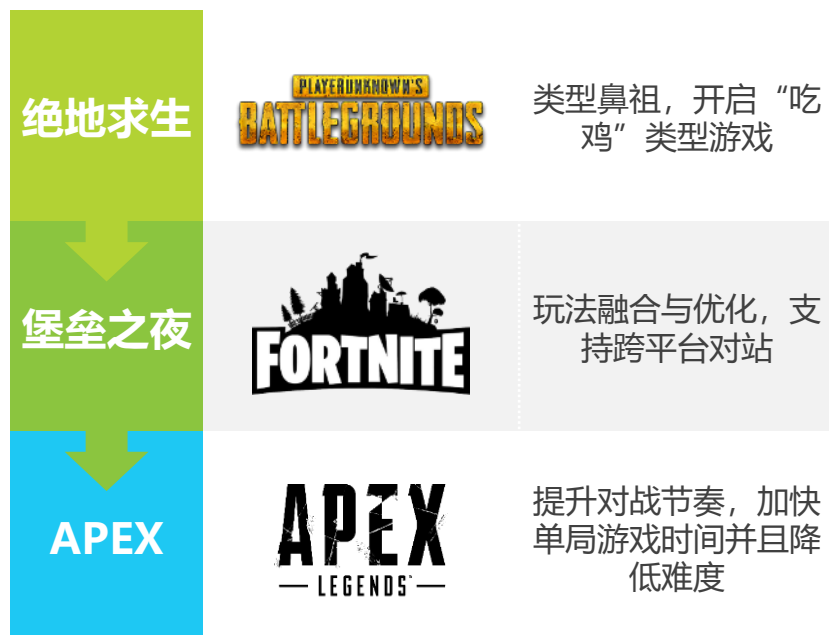 绝地求生
PLAYERUNKNOWN'S
BATTLEGROUNDS
类型鼻祖，开启“吃
鸡”类型游戏
堡垒之夜
FORTNITE
玩法融合与优化，支
持跨平台对站
APEX
APEX
LEGENDS
提升对战节奏，加快
单局游戏时间并且降
低难度